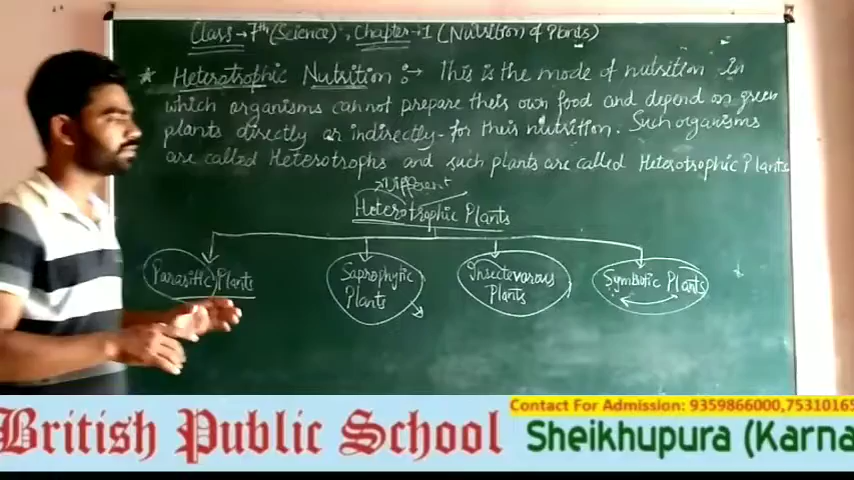 Class→7th (Science), Chapter→1 (Nutrition of Plants)
* Heterotrophic Nutrition :→ This is the mode of nutrition in
which organisms cannot prepare their own food and depend on green
plants directly or indirectly for their nutrition. Such organisms
are called Heterotrophs and such plants are called Heterotrophic Plants
Different
Heterotrophic Plants
Parasitic Plants
Saprophytic
Plants
Insectevorous
Plants
Symbiotic Plants
British Public School
Contact For Admission: 9359866000,75310165
Sheikhupura (Karna